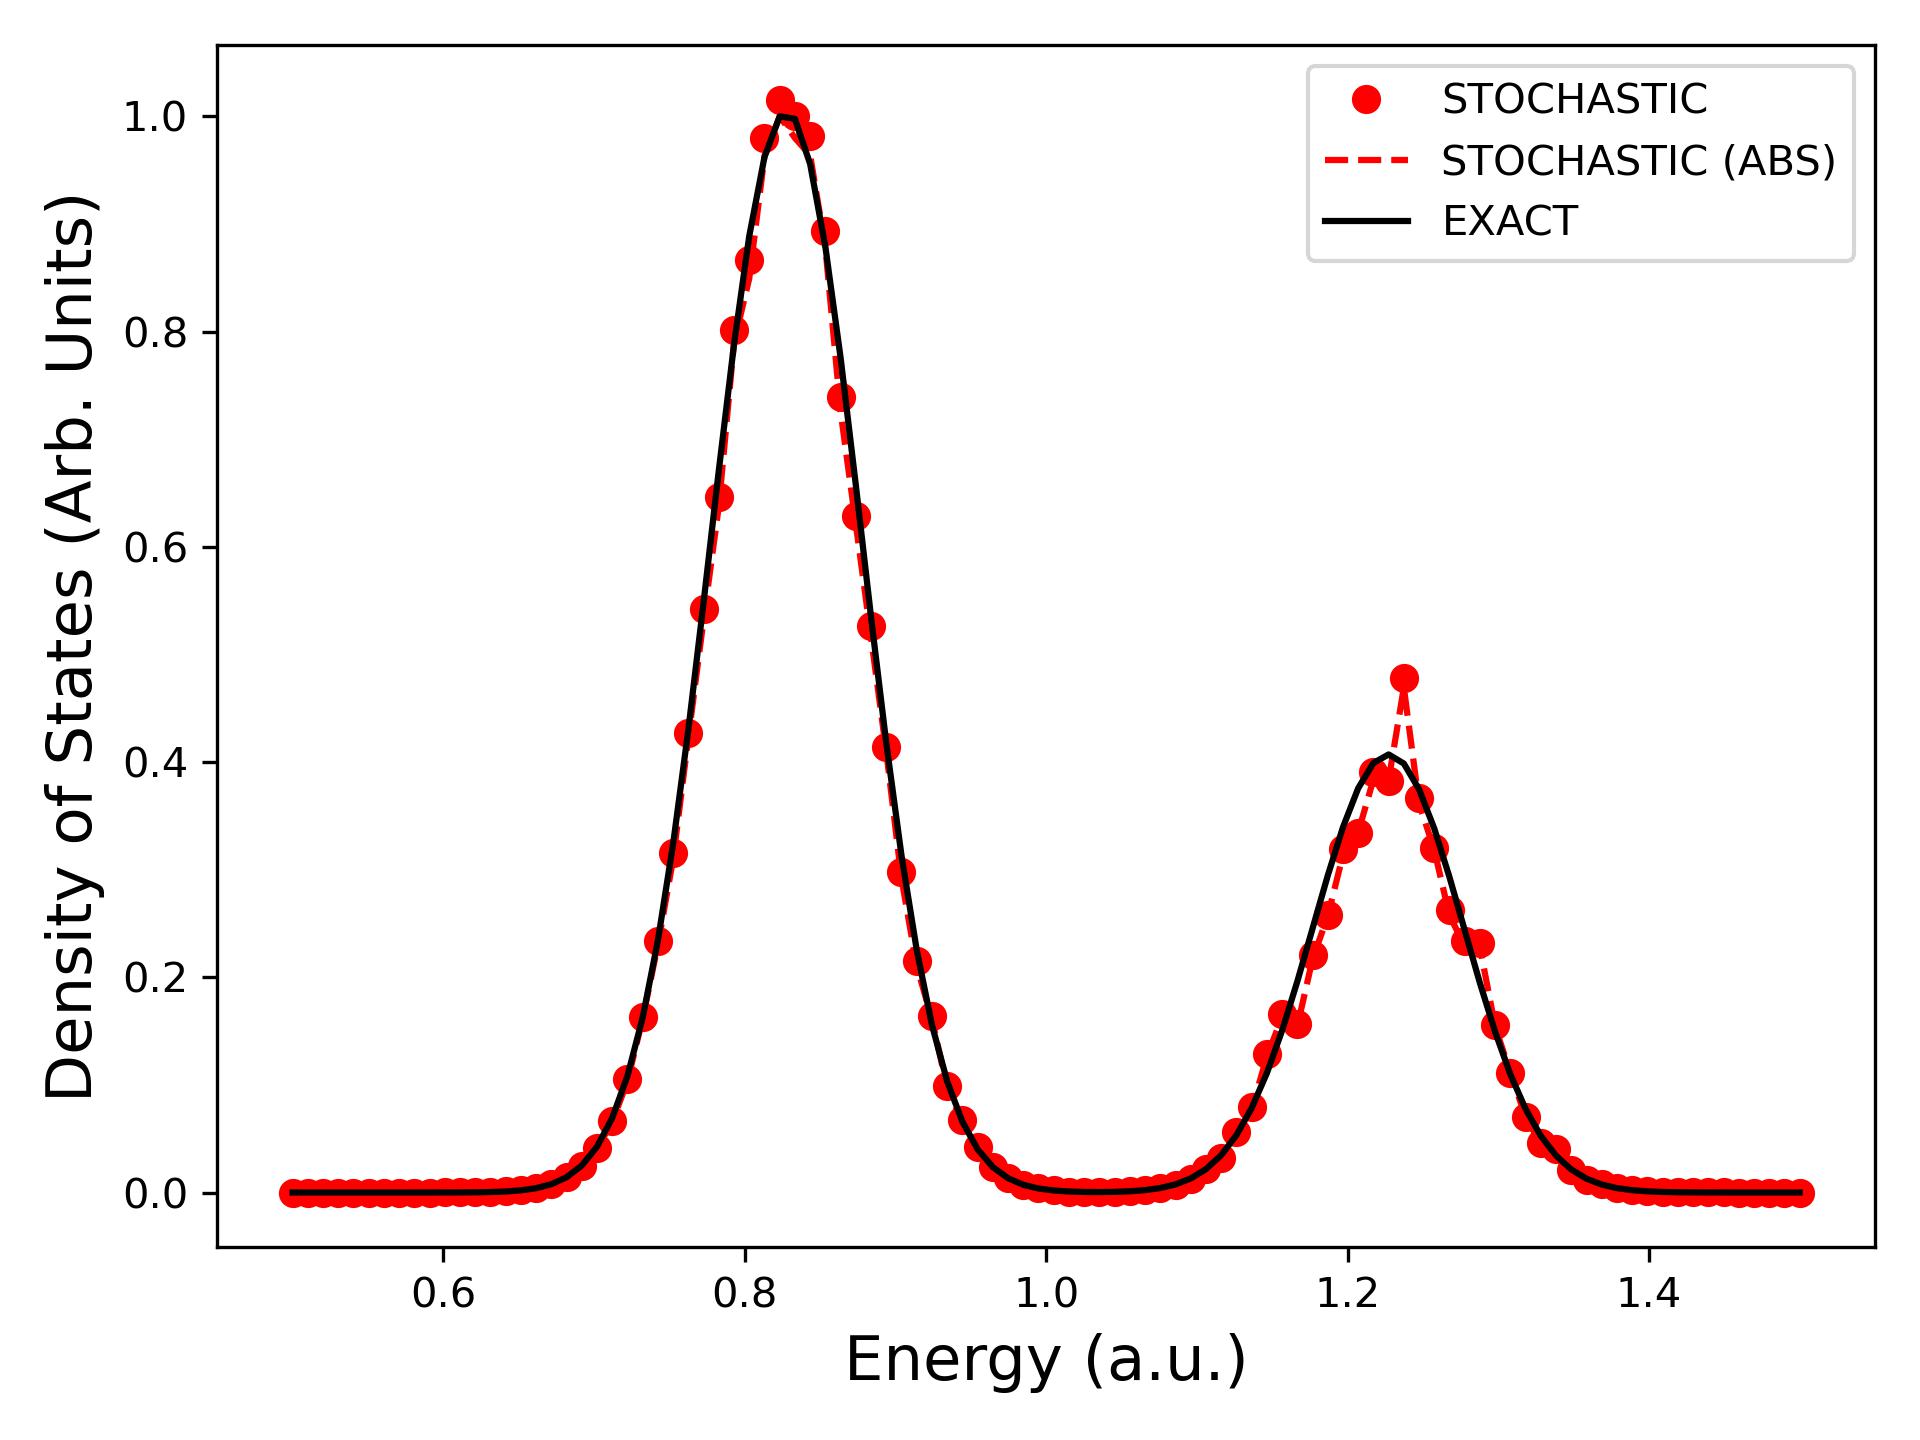 STOCHASTIC
STOCHASTIC (ABS)
EXACT
Density of States (Arb. Units)
1.0
0.8
0.6
0.4
0.2
0.0
0.6 0.8 1.0 1.2 1.4
Energy (a.u.)